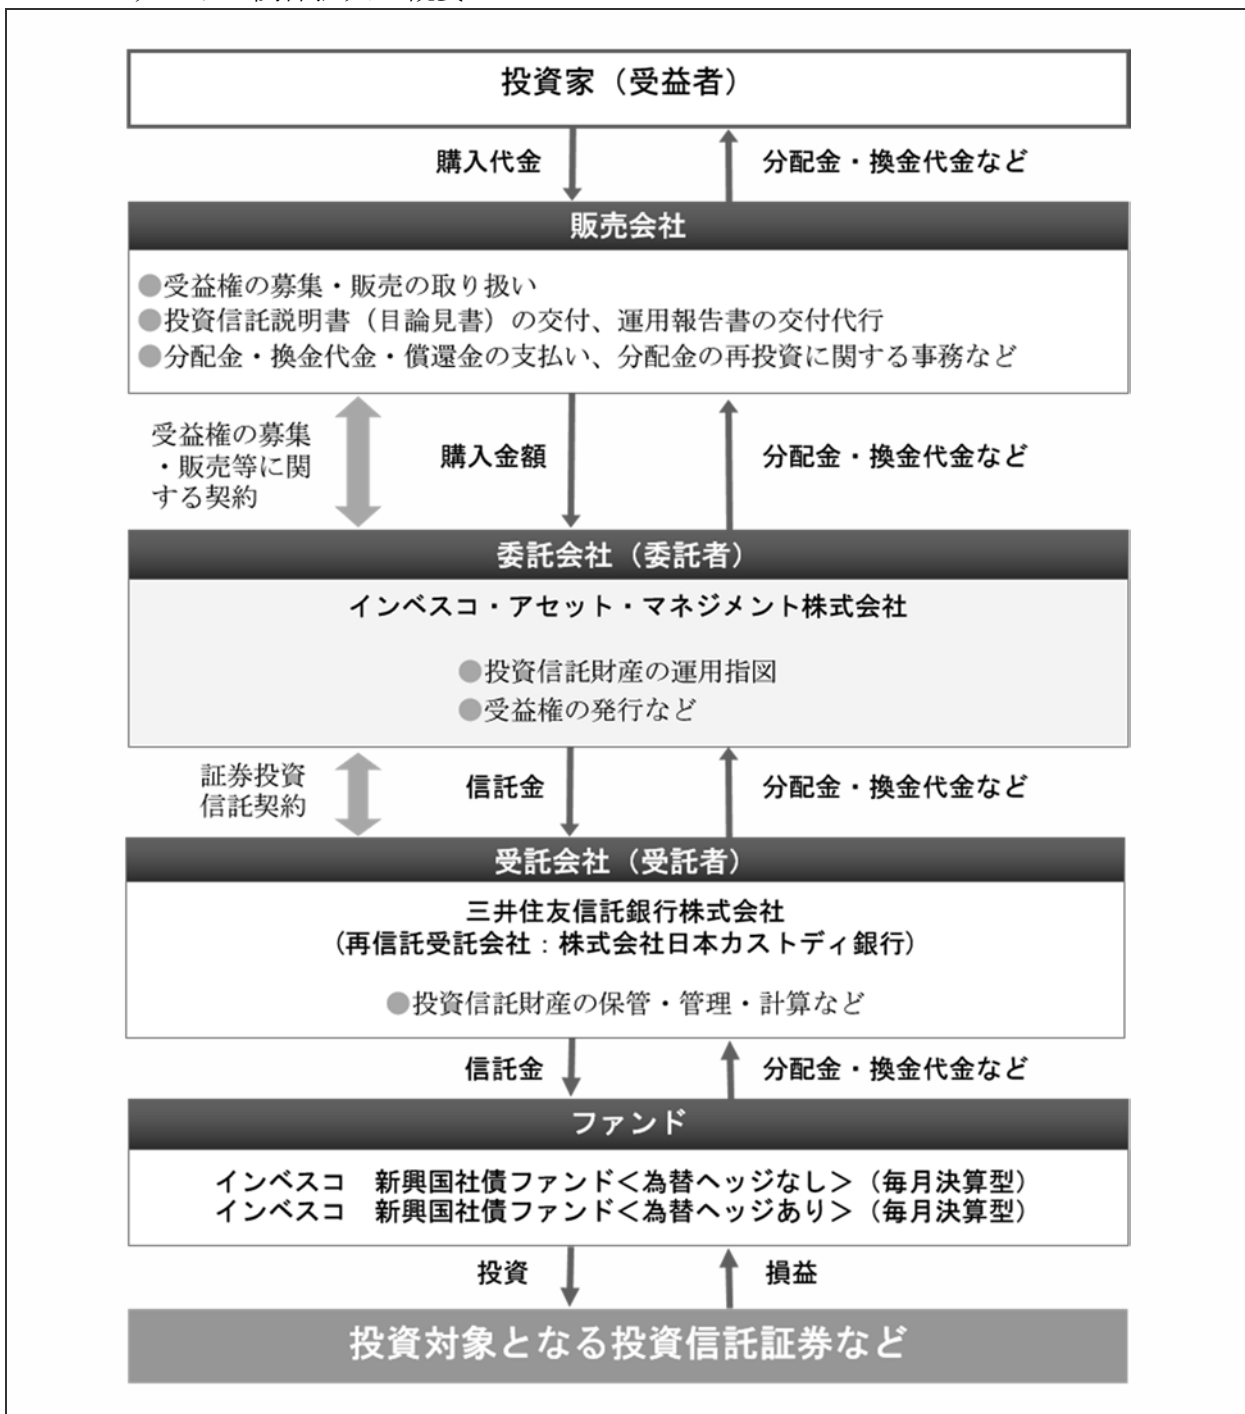 投資家（受益者）
購入代金
分配金・換金代金など
販売会社
●受益権の募集・販売の取り扱い
●投資信託説明書（目論見書）の交付、運用報告書の交付代行
●分配金・換金代金・償還金の支払い、分配金の再投資に関する事務など
受益権の募集
・販売等に関
する契約
購入金額
分配金・換金代金など
委託会社（委託者）
インベスコ・アセット・マネジメント株式会社
●投資信託財産の運用指図
●受益権の発行など
証券投資
信託契約
信託金
分配金・換金代金など
受託会社（受託者）
三井住友信託銀行株式会社
（再信託受託会社：株式会社日本カストディ銀行）
●投資信託財産の保管・管理・計算など
信託金
分配金・換金代金など
ファンド
インベスコ　新興国社債ファンド＜為替ヘッジなし＞（毎月決算型）
インベスコ　新興国社債ファンド＜為替ヘッジあり＞（毎月決算型）
投資
損益
投資対象となる投資信託証券など